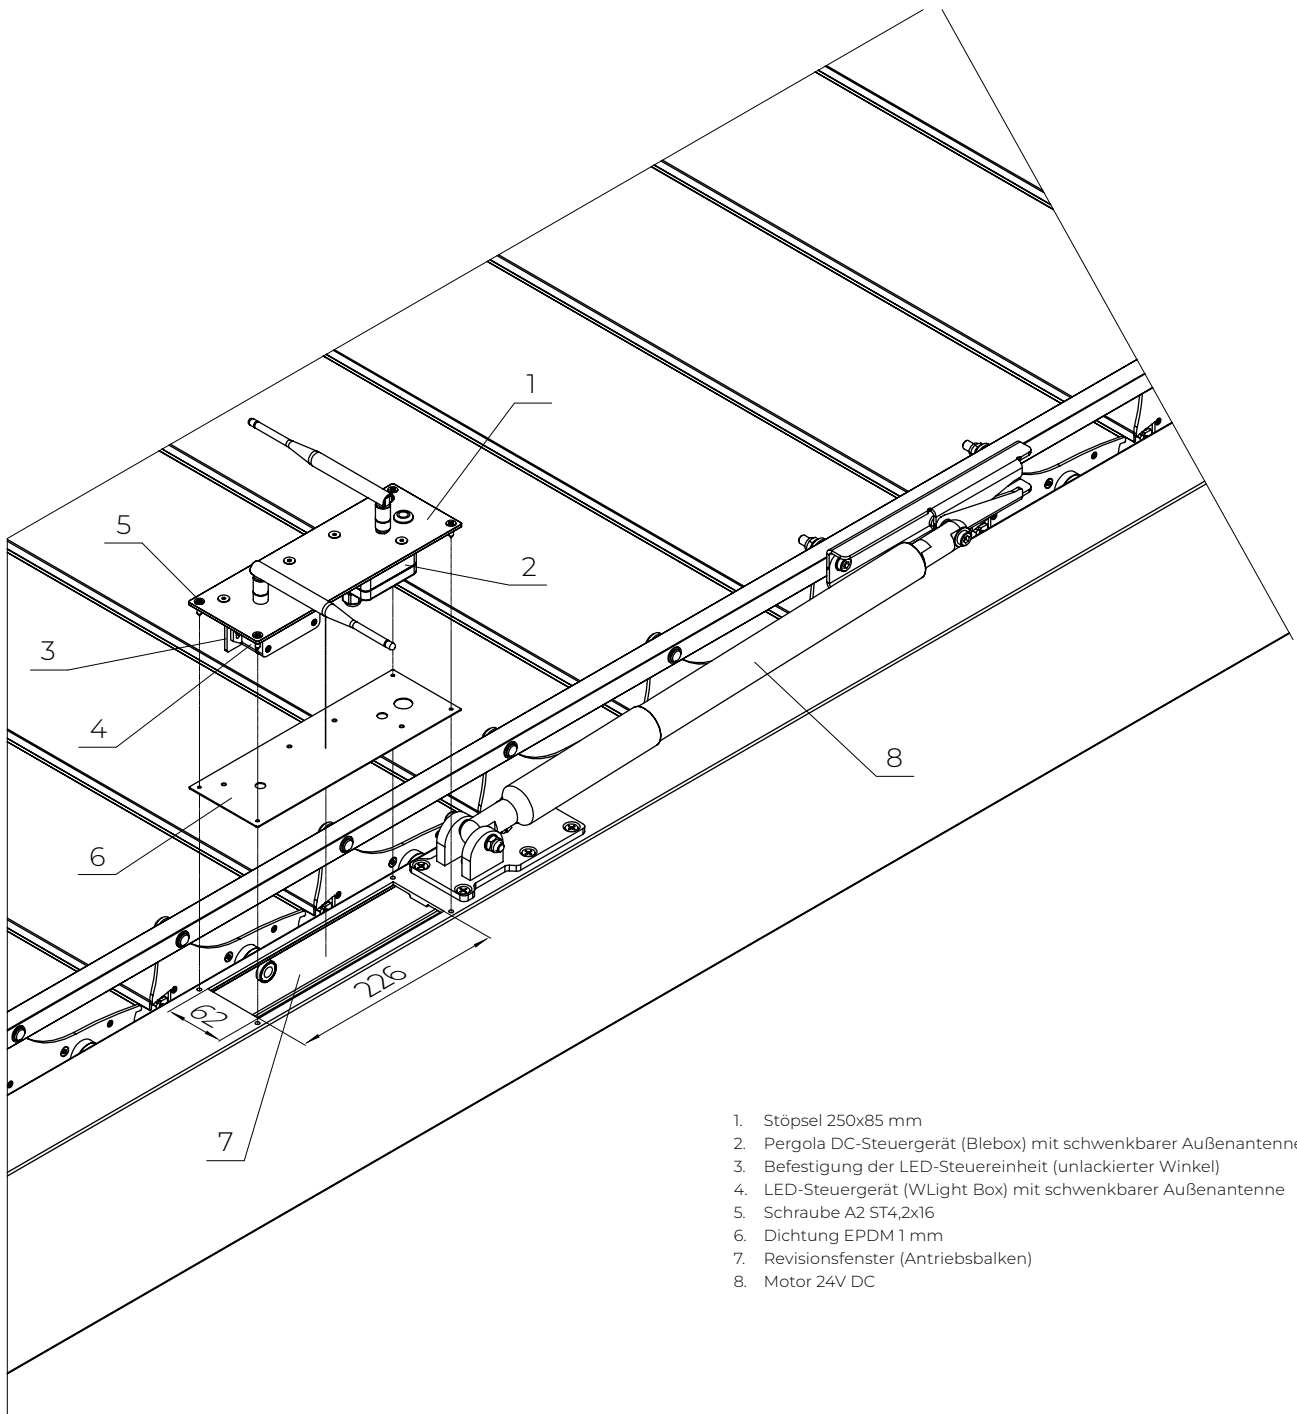 1
5
2
3
4
8
6
226
62
7
1. Stöpsel 250x85 mm
2. Pergola DC-Steuergerät (Blebox) mit schwenkbarer Außenantenne
3. Befestigung der LED-Steuereinheit (unlackierter Winkel)
4. LED-Steuergerät (WLight Box) mit schwenkbarer Außenantenne
5. Schraube A2 ST4,2x16
6. Dichtung EPDM 1 mm
7. Revisionsfenster (Antriebsbalken)
8. Motor 24V DC